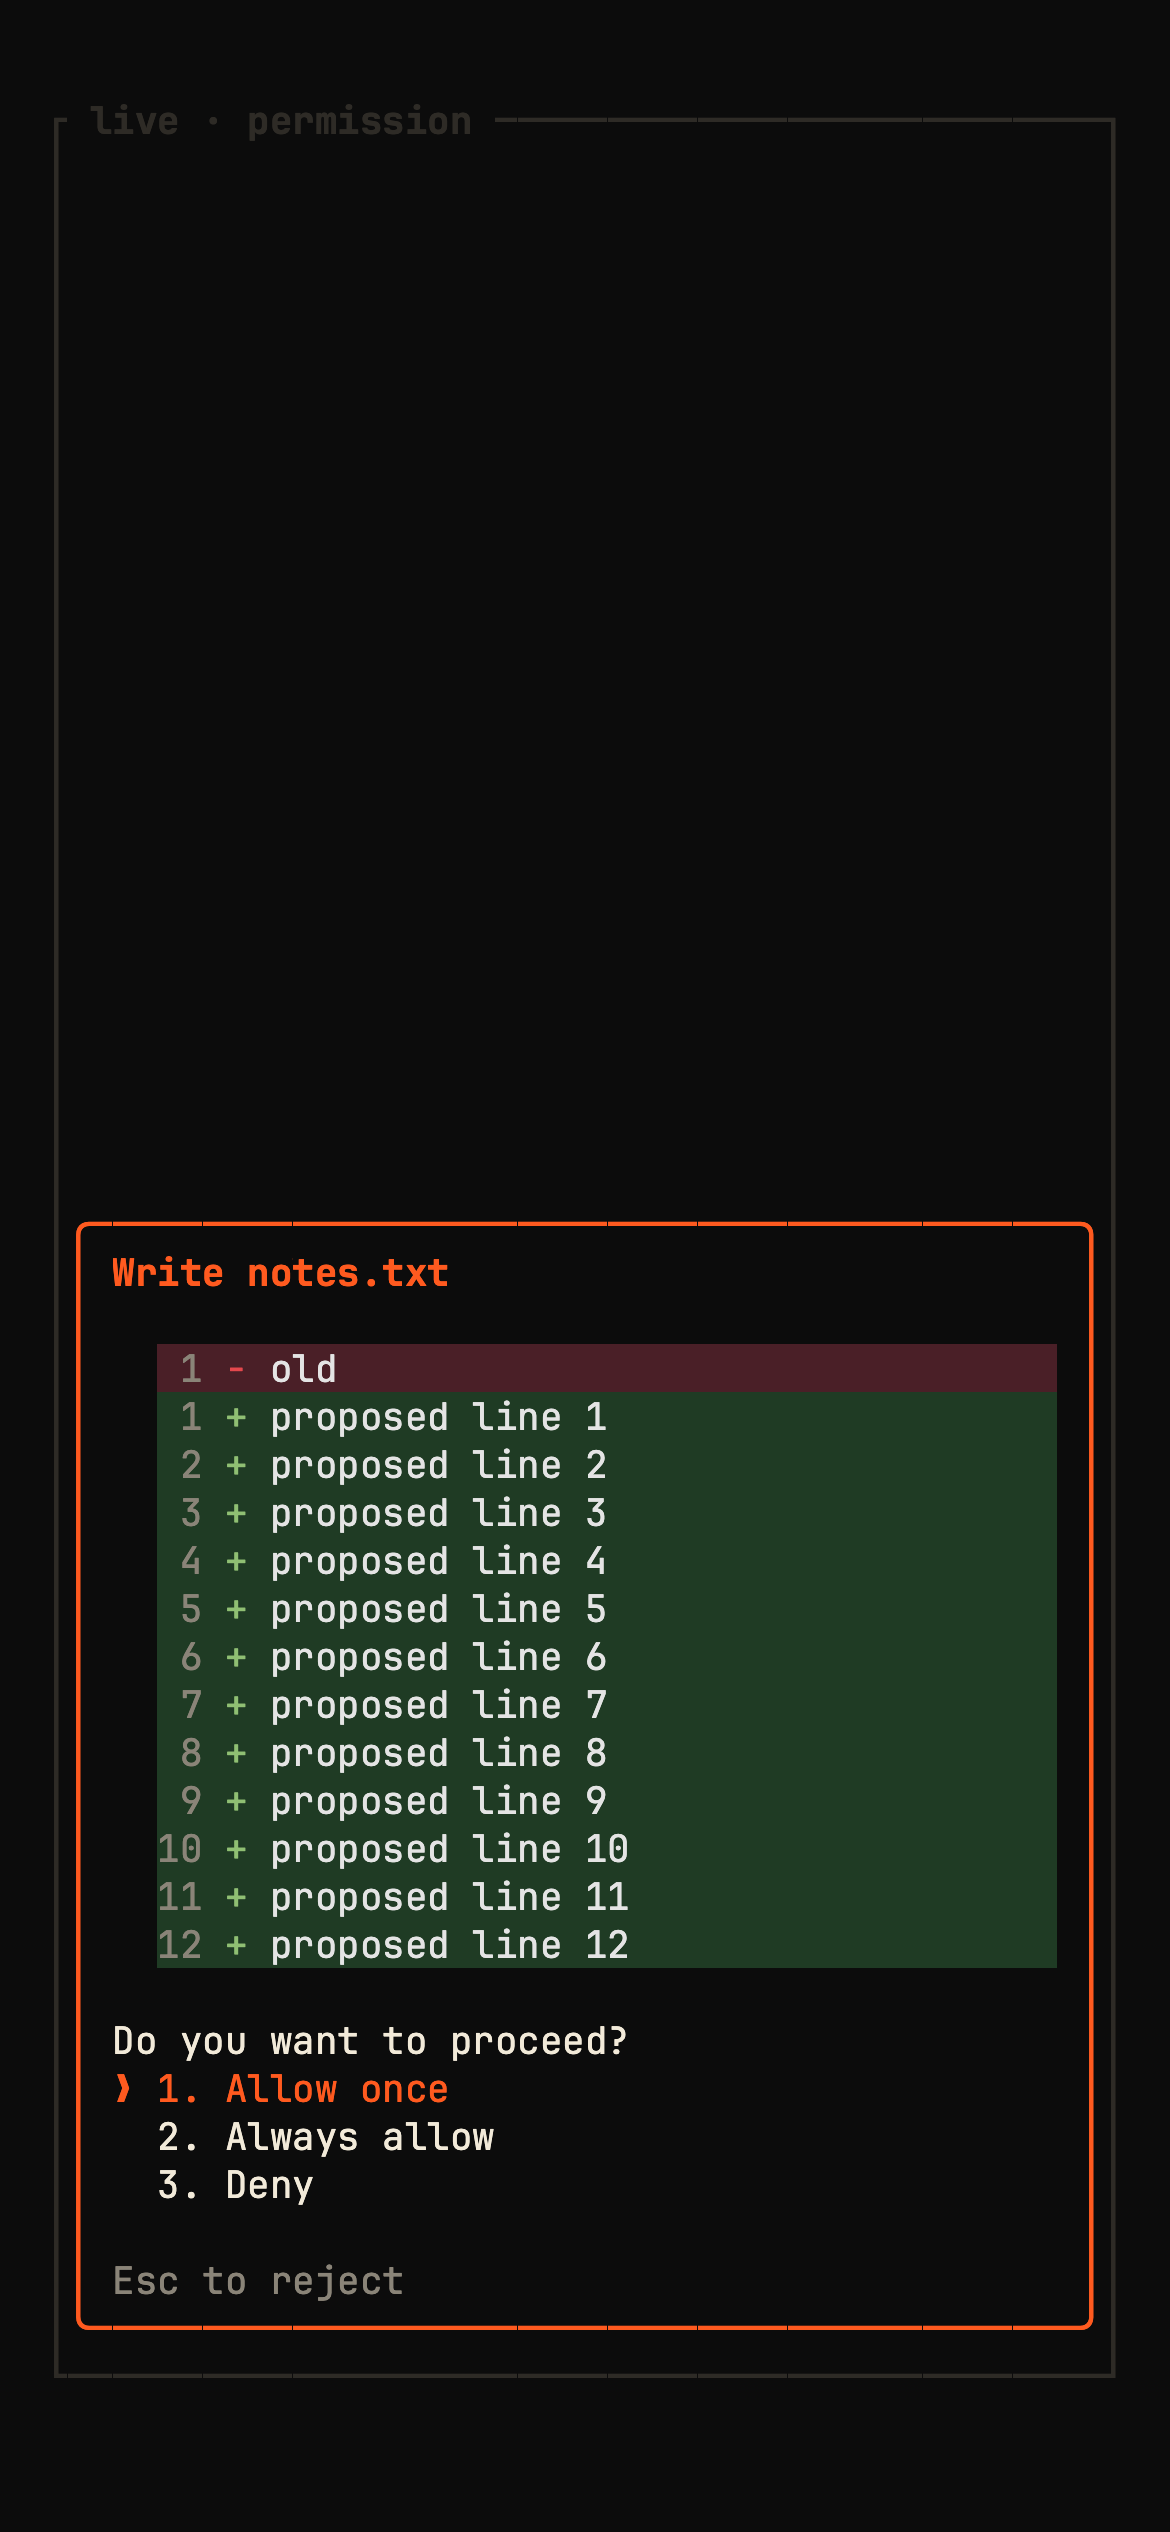 live · permission
Write notes.txt
1 - old
1 + proposed line 1
2 + proposed line 2
3 + proposed line 3
4 + proposed line 4
5 + proposed line 5
6 + proposed line 6
7 + proposed line 7
8 + proposed line 8
9 + proposed line 9
10 + proposed line 10
11 + proposed line 11
12 + proposed line 12
Do you want to proceed?
❯ 1. Allow once
2. Always allow
3. Deny
Esc to reject